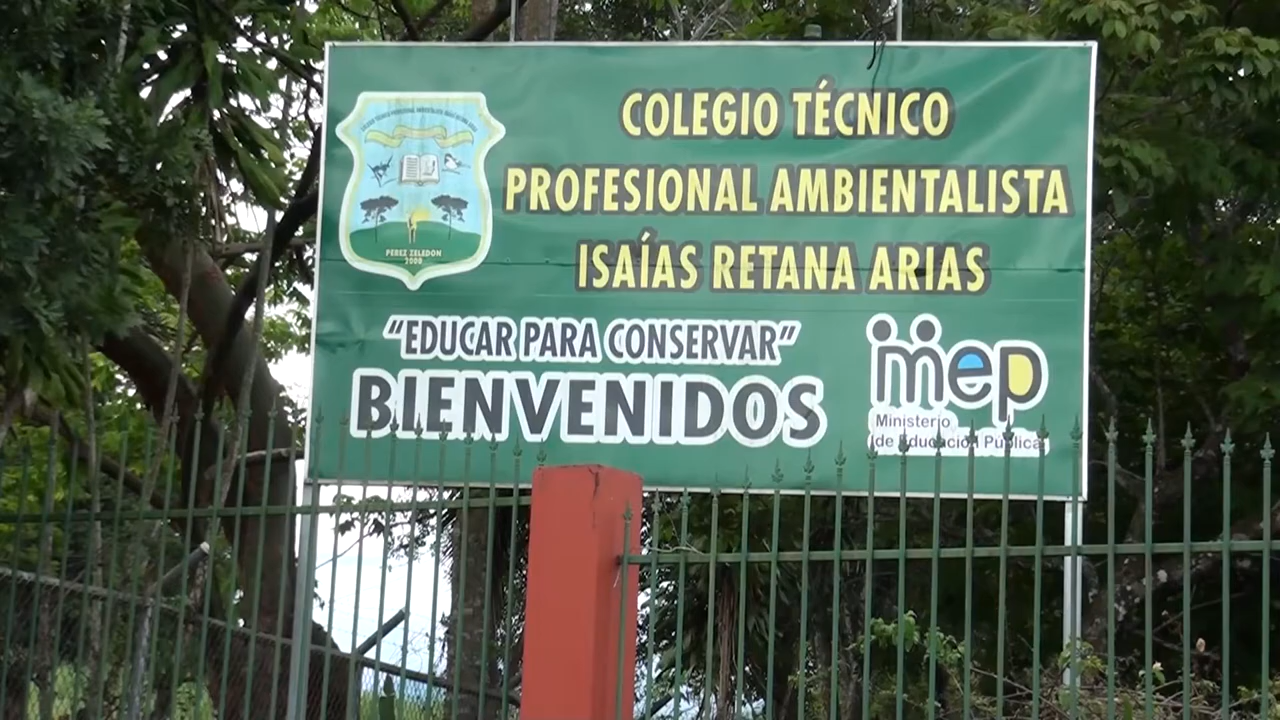 COLEGIO TÉCNICO
PROFESIONAL AMBIENTALISTA
ISAÍAS RETANA ARIAS
"EDUCAR PARA CONSERVAR"
BIENVENIDOS
mep
Ministerio
de Educación Pública
PEREZ ZELEDON
2000